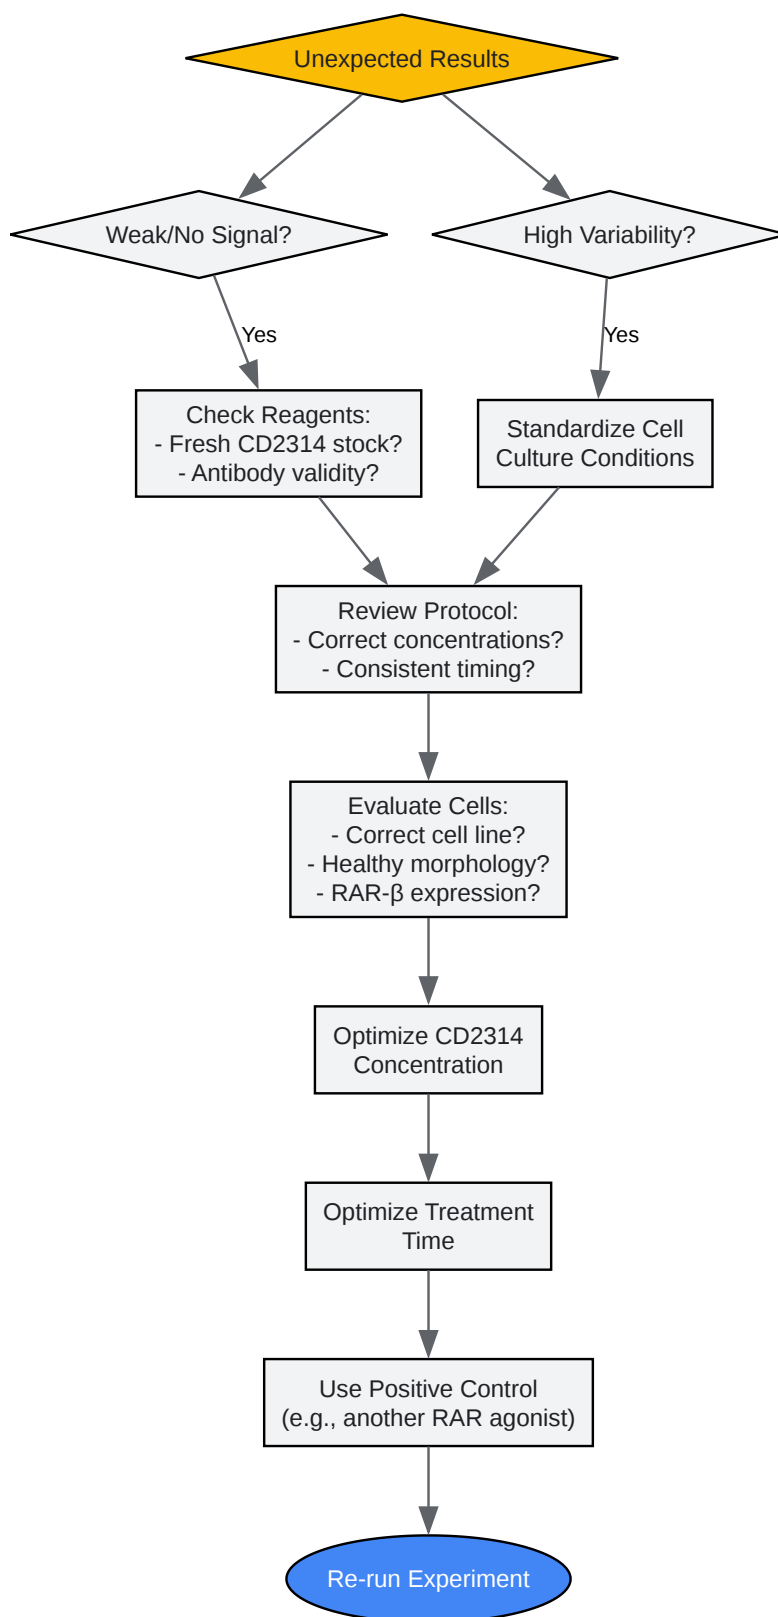 Unexpected Results
Weak/No Signal?
High Variability?
Yes
Yes
Check Reagents:
- Fresh CD2314 stock?
- Antibody validity?
Standardize Cell
Culture Conditions
Review Protocol:
- Correct concentrations?
- Consistent timing?
Evaluate Cells:
- Correct cell line?
- Healthy morphology?
- RAR-β expression?
Optimize CD2314
Concentration
Optimize Treatment
Time
Use Positive Control
(e.g., another RAR agonist)
Re-run Experiment